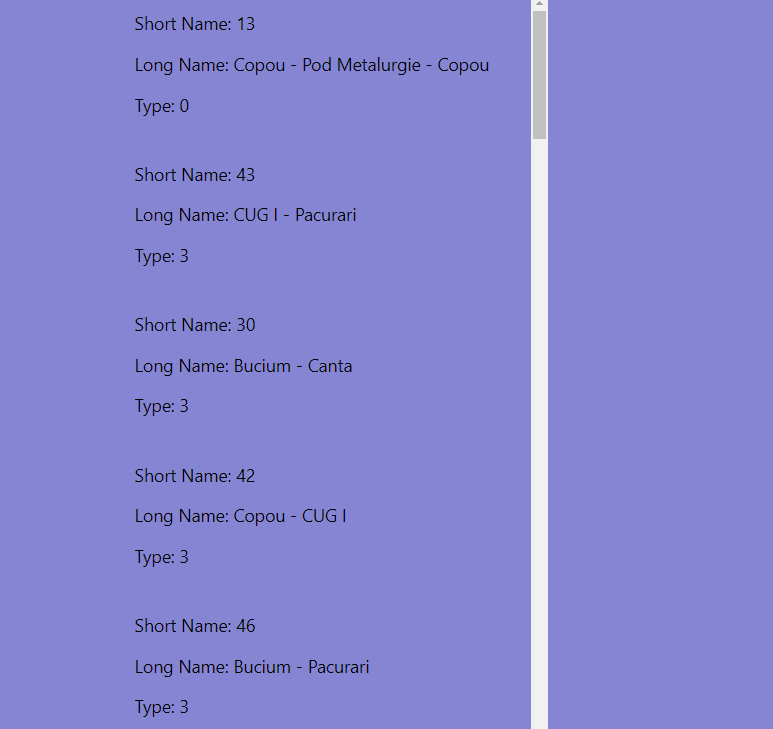 Short Name: 13
Long Name: Copou - Pod Metalurgie - Copou
Type: 0
Short Name: 43
Long Name: CUG I - Pacurari
Type: 3
Short Name: 30
Long Name: Bucium - Canta
Type: 3
Short Name: 42
Long Name: Copou - CUG I
Type: 3
Short Name: 46
Long Name: Bucium - Pacurari
Type: 3